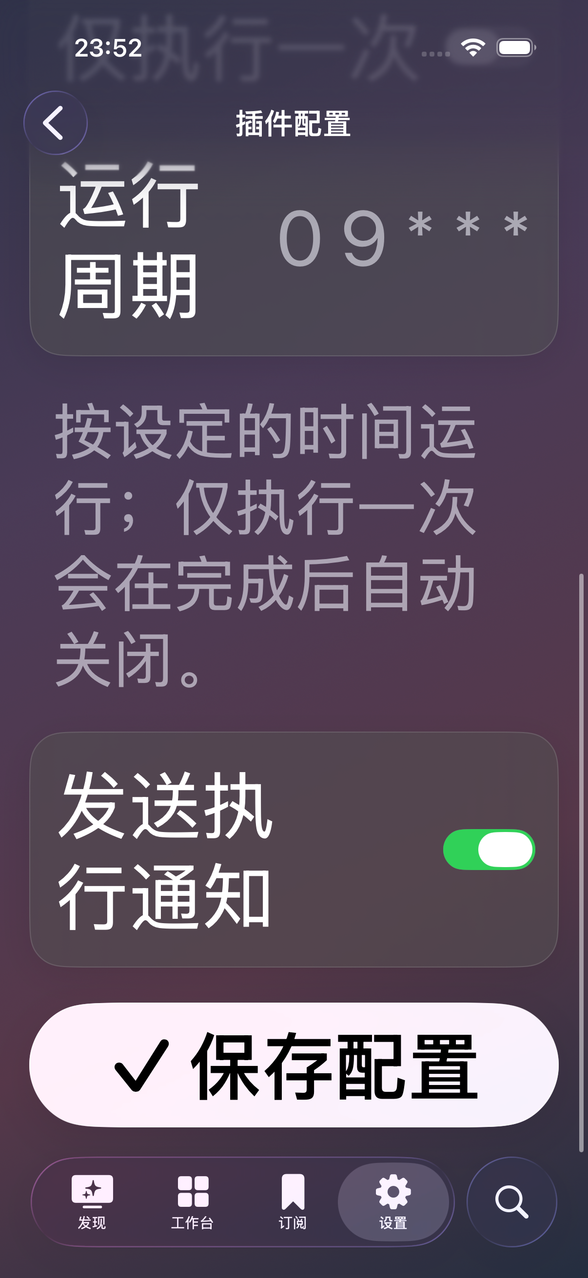 仅执行一次
23:52
插件配置
运行
周期
09***
按设定的时间运
行；仅执行一次
会在完成后自动
关闭。
发送执
行通知
保存配置
发现
工作台
订阅
设置